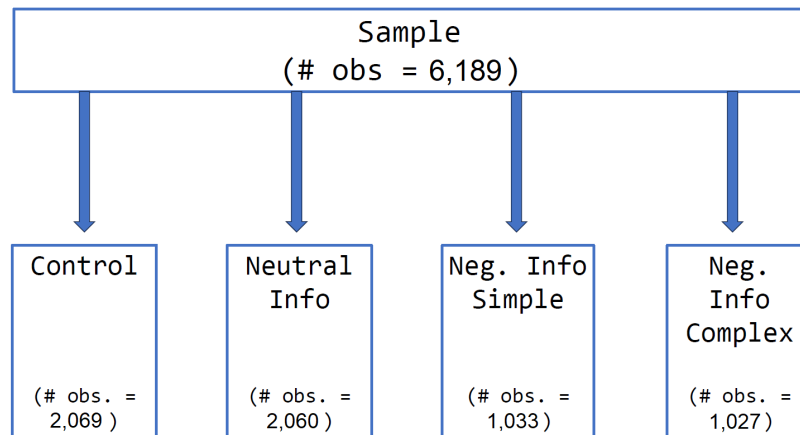 Sample
(# obs = 6,189)
Control
(# obs. =
2,069 )
Neutral
Info
(# obs. =
2,060 )
Neg. Info
Simple
(# obs. =
1,033 )
Neg.
Info
Complex
(# obs. =
1,027 )